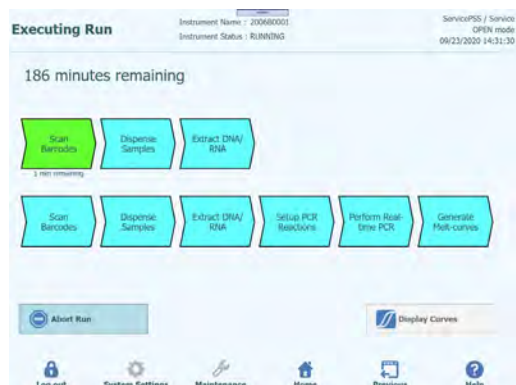 Executing Run
Instrument Name : 200680001
Instrument Status : RUNNING
ServicePSS / Service
OPEN mode
09/23/2020 14:31:30
186 minutes remaining
Scan Barcodes
Dispense Samples
Extract DNA/ RNA
1 min remaining
Scan Barcodes
Dispense Samples
Extract DNA/ RNA
Setup PCR Reactions
Perform Real-time PCR
Generate Melt-curves
Abort Run
Display Curves
Log out
System Settings
Maintenance
Home
Previous
Help